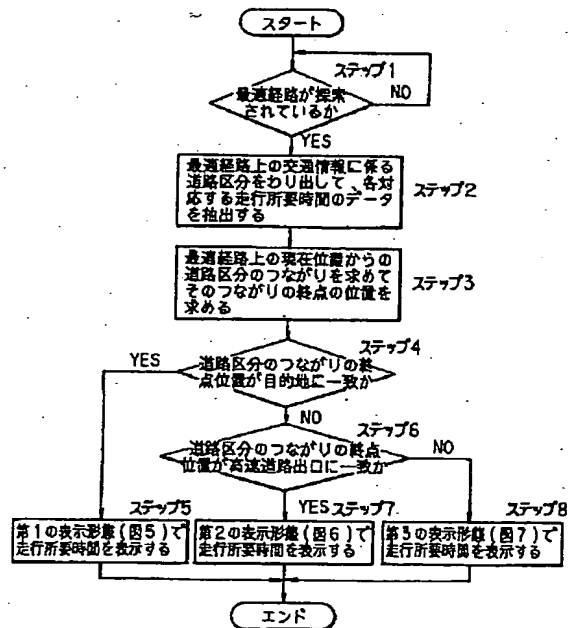 スタート
ステップ1
最適経路が探索
されているか
NO
YES
最適経路上の交通情報に係る
道路区分をわり出して、各対
応する走行所要時間のデータ
を抽出する
ステップ2
最適経路上の現在位置からの
道路区分のつながりを求めて
そのつながりの終点の位置を
求める
ステップ3
ステップ4
YES
道路区分のつながりの終
点位置が目的地に一致か
NO
ステップ6
道路区分のつながりの終点
位置が高速道路出口に一致か
NO
ステップ5
YES
ステップ7
ステップ8
第1の表示形態(図5)で
走行所要時間を表示する
第2の表示形態(図6)で
走行所要時間を表示する
第3の表示形態(図7)で
走行所要時間を表示する
エンド